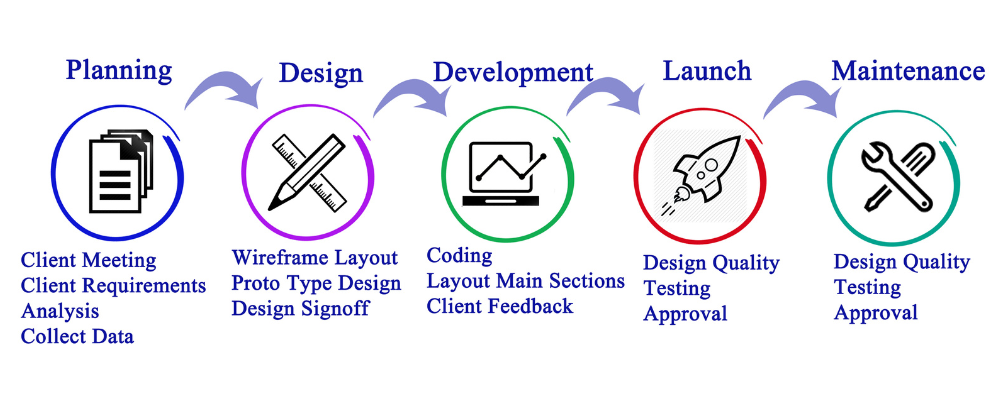 Planning
Design
Development
Launch
Maintenance
Client Meeting
Client Requirements
Analysis
Collect Data
Wireframe Layout
Proto Type Design
Design Signoff
Coding
Layout Main Sections
Client Feedback
Design Quality
Testing
Approval
Design Quality
Testing
Approval